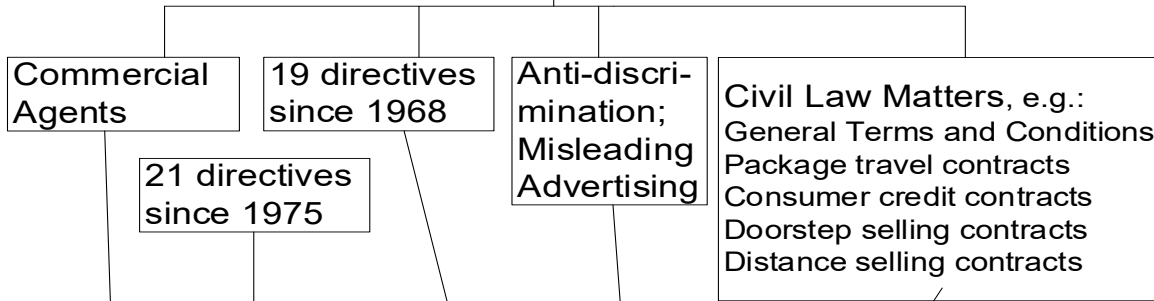 Commercial
Agents
19 directives
since 1968
Anti-discri-
mination;
Misleading
Advertising
Civil Law Matters, e.g.:
General Terms and Conditions
Package travel contracts
Consumer credit contracts
Doorstep selling contracts
Distance selling contracts
21 directives
since 1975